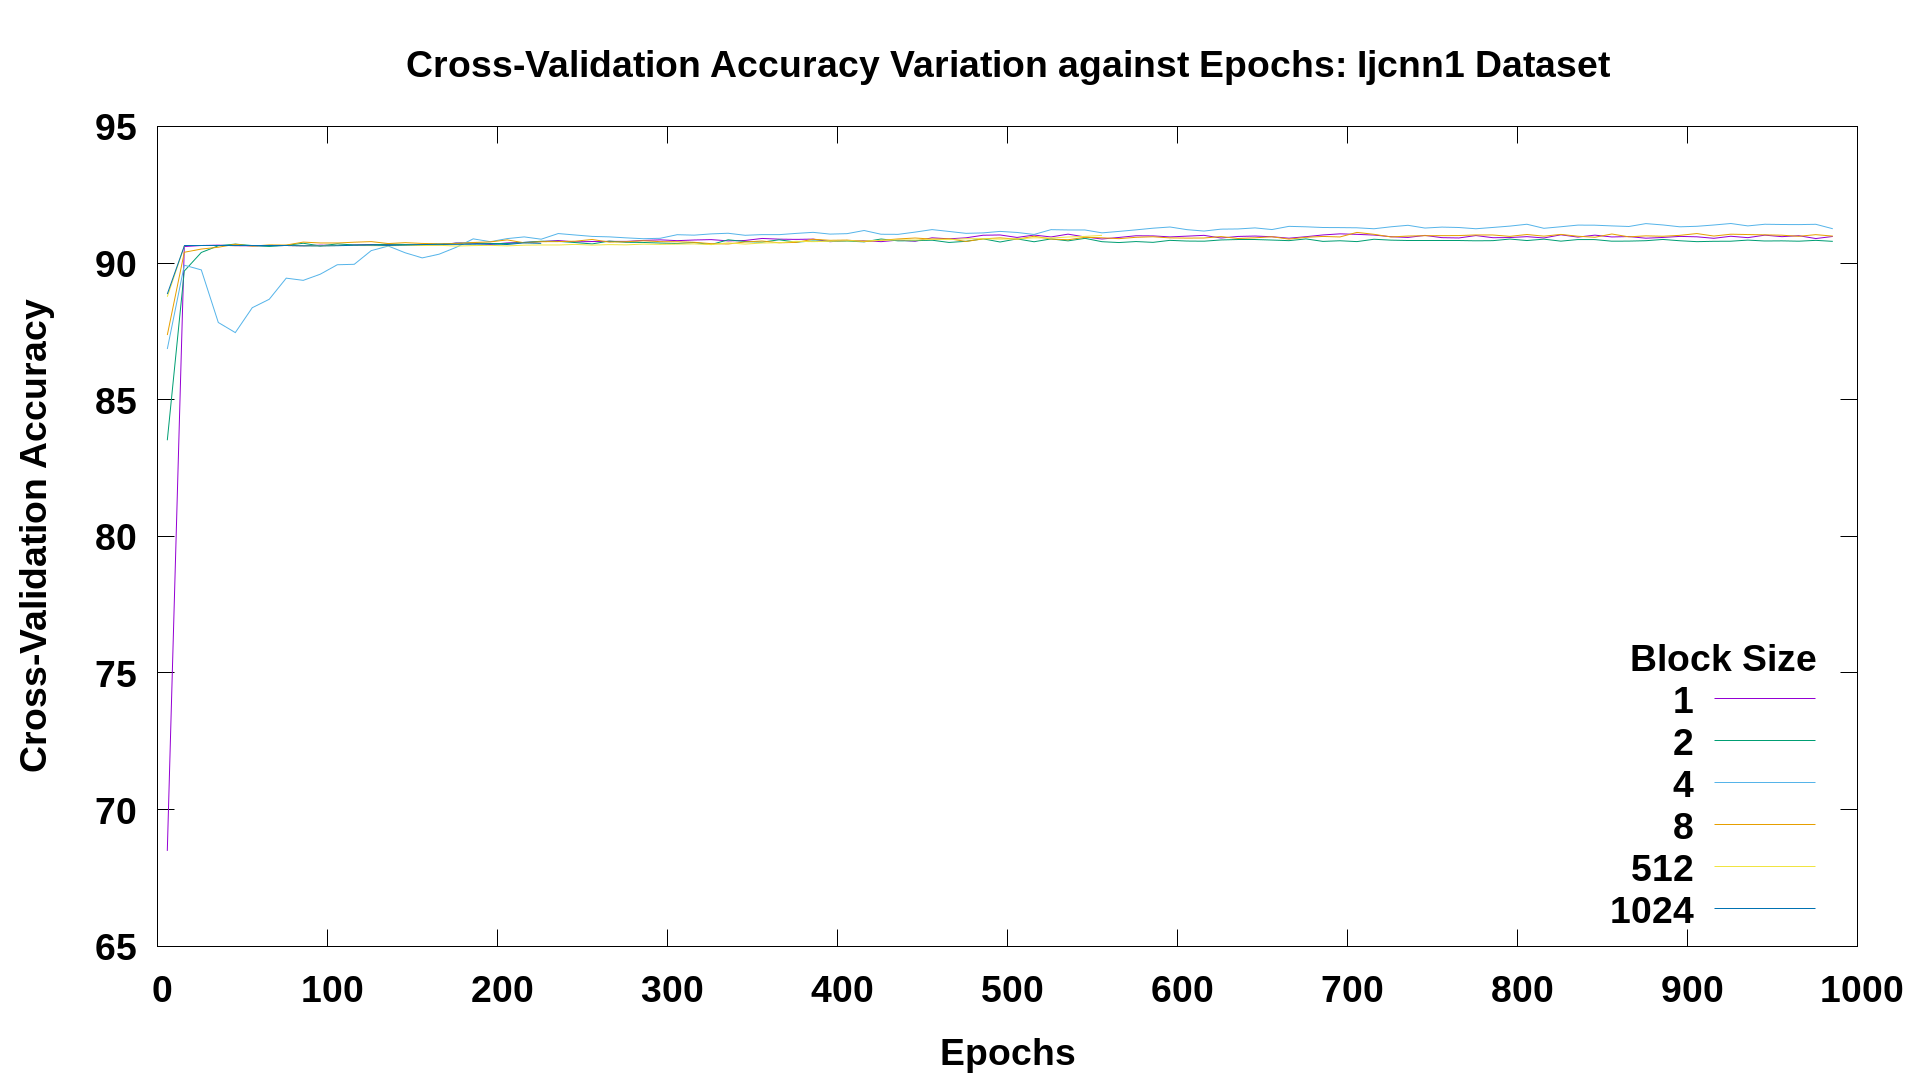 Cross-Validation Accuracy Variation against Epochs: Ijcnn1 Dataset
Cross-Validation Accuracy
95
90
85
80
75
70
65
Block Size
1
2
4
8
512
1024
0 100 200 300 400 500 600 700 800 900 1000
Epochs